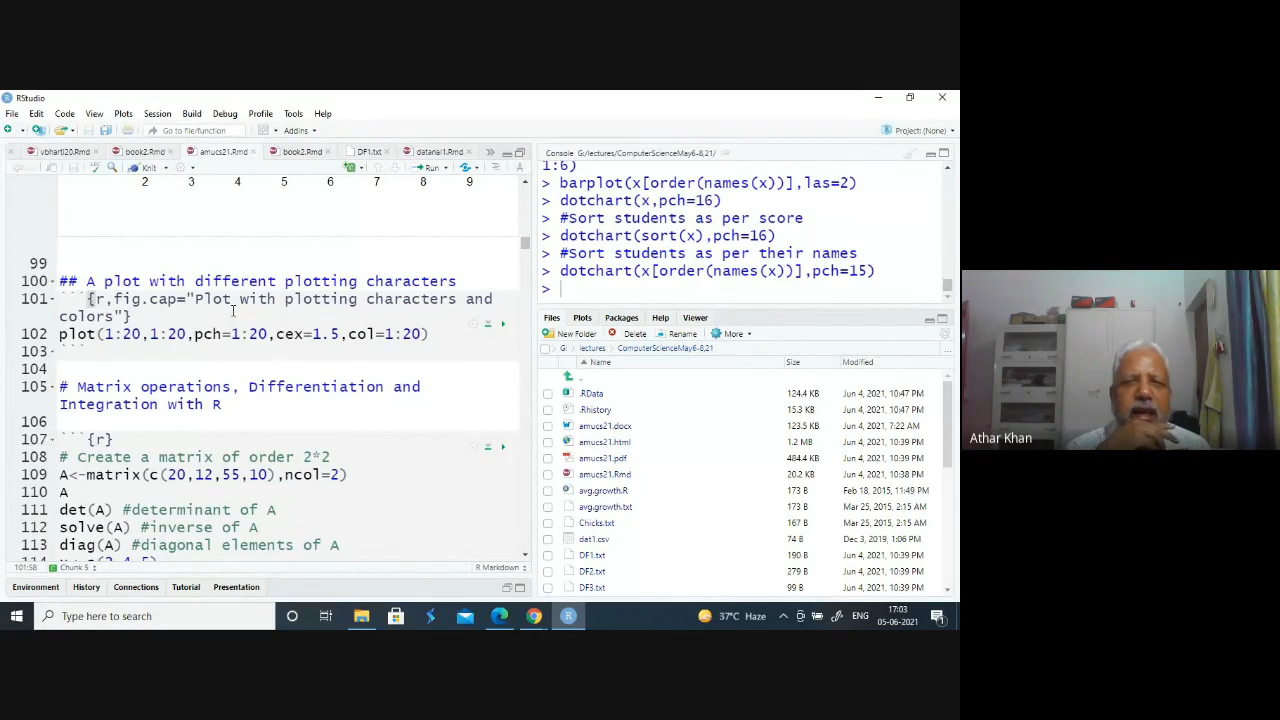 RStudio
File Edit Code View Plots Session Build Debug Profile Tools Help
Go to file/function Addins Project: (None)
vbharti20.Rmd book2.Rmd amucs21.Rmd book2.Rmd DF1.txt datanal1.Rmd
Knit Run
2 3 4 5 6 7 8 9
99
100 ## A plot with different plotting characters
101 ```{r,fig.cap="Plot with plotting characters and
colors"}
102 plot(1:20,1:20,pch=1:20,cex=1.5,col=1:20)
103 ```
104
105 # Matrix operations, Differentiation and
Integration with R
106
107 ```{r}
108 # Create a matrix of order 2*2
109 A<-matrix(c(20,12,55,10),ncol=2)
110 A
111 det(A) #determinant of A
112 solve(A) #inverse of A
113 diag(A) #diagonal elements of A
101:58 Chunk 5 R Markdown
Environment History Connections Tutorial Presentation
Console G:/lectures/ComputerScienceMay6-8,21/
1:6)
> barplot(x[order(names(x))],las=2)
> dotchart(x,pch=16)
> #Sort students as per score
> dotchart(sort(x),pch=16)
> #Sort students as per their names
> dotchart(x[order(names(x))],pch=15)
>
Files Plots Packages Help Viewer
New Folder Delete Rename More
G: lectures ComputerScienceMay6-8,21 ...
Name Size Modified
..
.RData 124.4 KB Jun 4, 2021, 10:47 PM
.Rhistory 15.3 KB Jun 4, 2021, 10:47 PM
amucs21.docx 123.5 KB Jun 4, 2021, 7:22 AM
amucs21.html 1.2 MB Jun 4, 2021, 10:39 PM
amucs21.pdf 484.4 KB Jun 4, 2021, 10:39 PM
amucs21.Rmd 20.2 KB Jun 4, 2021, 10:38 PM
avg.growth.R 173 B Feb 18, 2015, 11:49 PM
avg.growth.txt 173 B Mar 25, 2015, 2:15 AM
Chicks.txt 167 B Mar 25, 2015, 2:15 AM
dat1.csv 74 B Dec 3, 2019, 1:06 PM
DF1.txt 190 B Jun 4, 2021, 10:39 PM
DF2.txt 279 B Jun 4, 2021, 10:39 PM
DF3.txt 99 B Jun 4, 2021, 10:39 PM
Type here to search
37°C Haze ENG 17:03
05-06-2021
Athar Khan